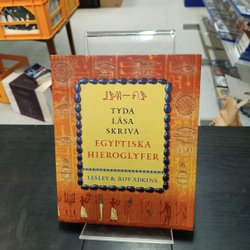 TYDA
LÄSA
SKRIVA
EGYPTISKA
HIEROGLYFER
LESLEY & ROY ADKINS